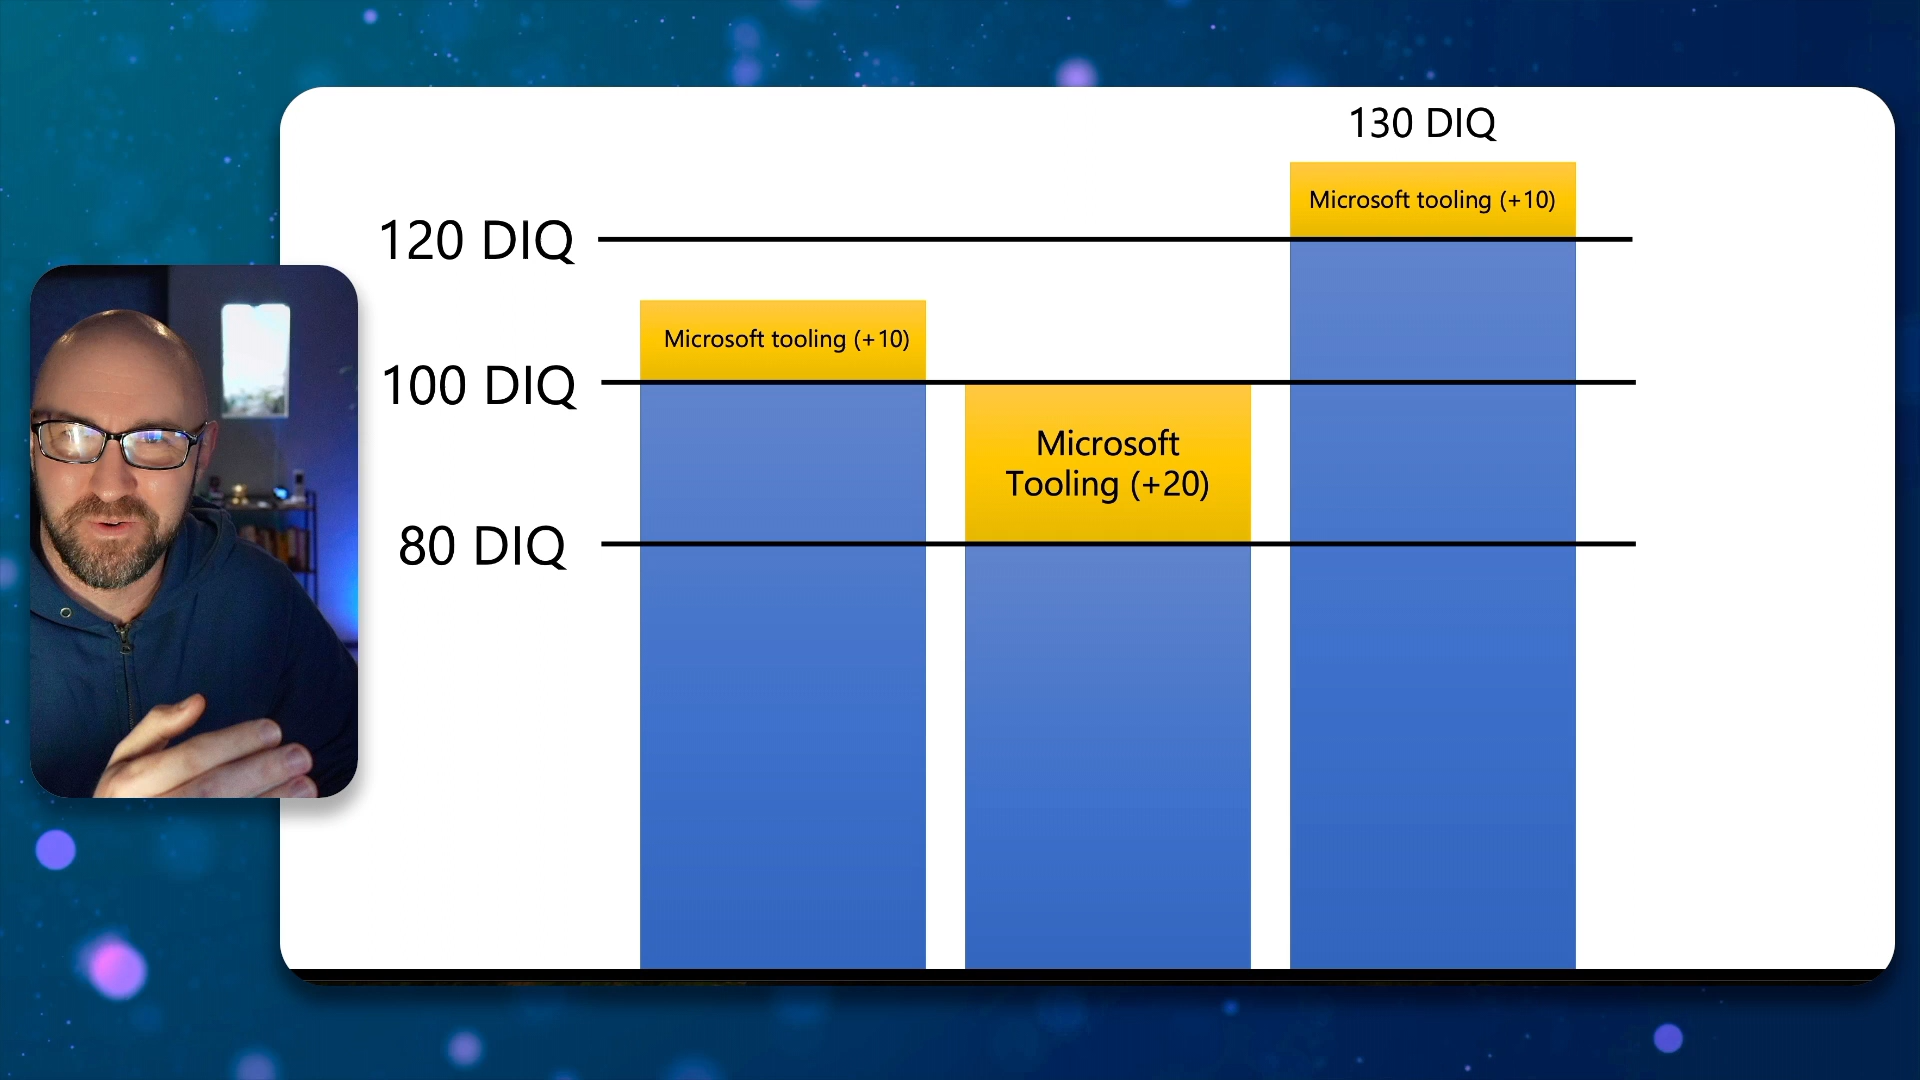 130 DIQ
Microsoft tooling (+10)
120 DIQ
Microsoft tooling (+10)
100 DIQ
Microsoft
Tooling (+20)
80 DIQ